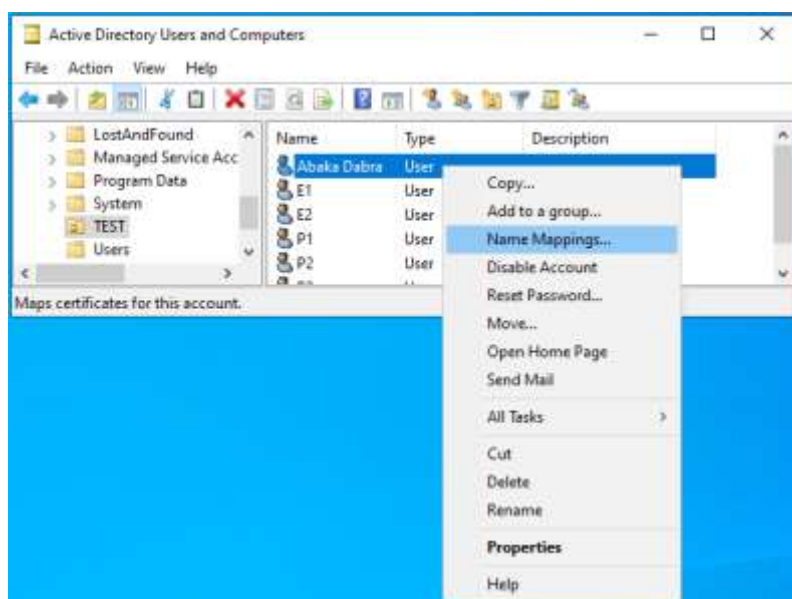 Active Directory Users and Computers
File Action View Help
LostAndFound
Managed Service Acc
Program Data
System
TEST
Users
Name Type Description
Abaka Dabra User
E1 User
E2 User
P1 User
P2 User
Maps certificates for this account.
Copy...
Add to a group...
Name Mappings...
Disable Account
Reset Password...
Move...
Open Home Page
Send Mail
All Tasks
Cut
Delete
Rename
Properties
Help